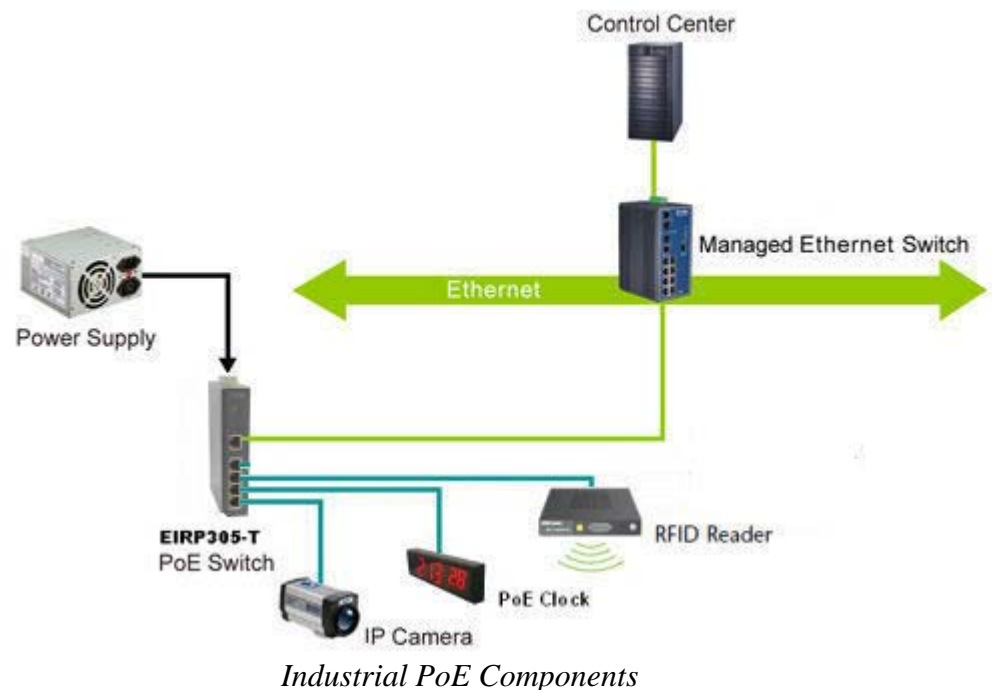 Control Center
Managed Ethernet Switch
Ethernet
Power Supply
EIRP305-T
PoE Switch
RFID Reader
PoE Clock
IP Camera
Industrial PoE Components